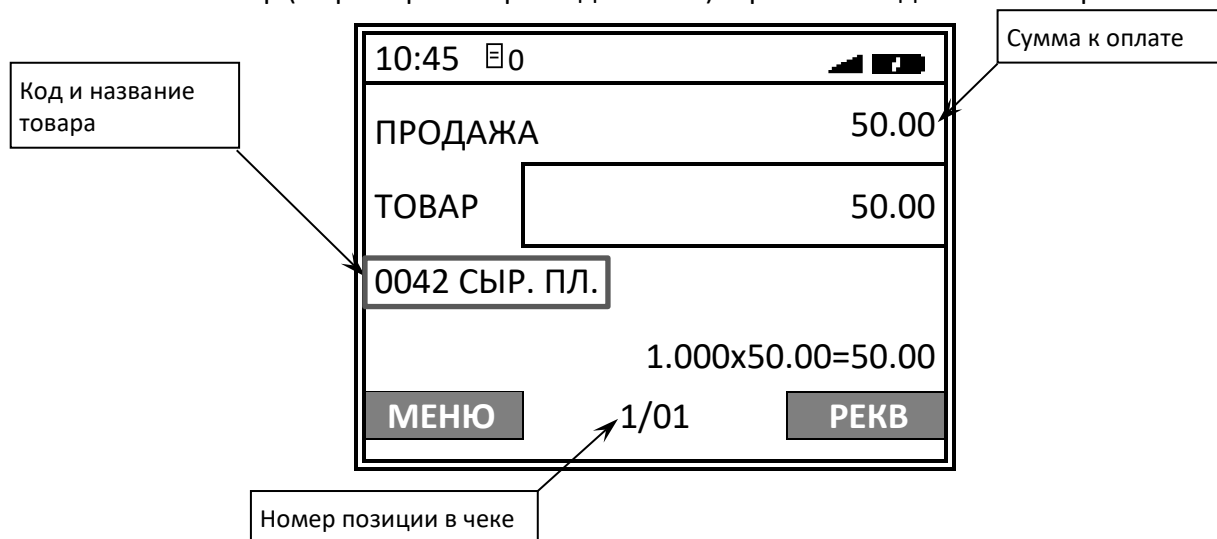 10:45 0
Сумма к оплате
Код и название
товара
ПРОДАЖА 50.00
ТОВАР 50.00
0042 СЫР. ПЛ.
1.000x50.00=50.00
МЕНЮ 1/01 РЕКВ
Номер позиции в чеке